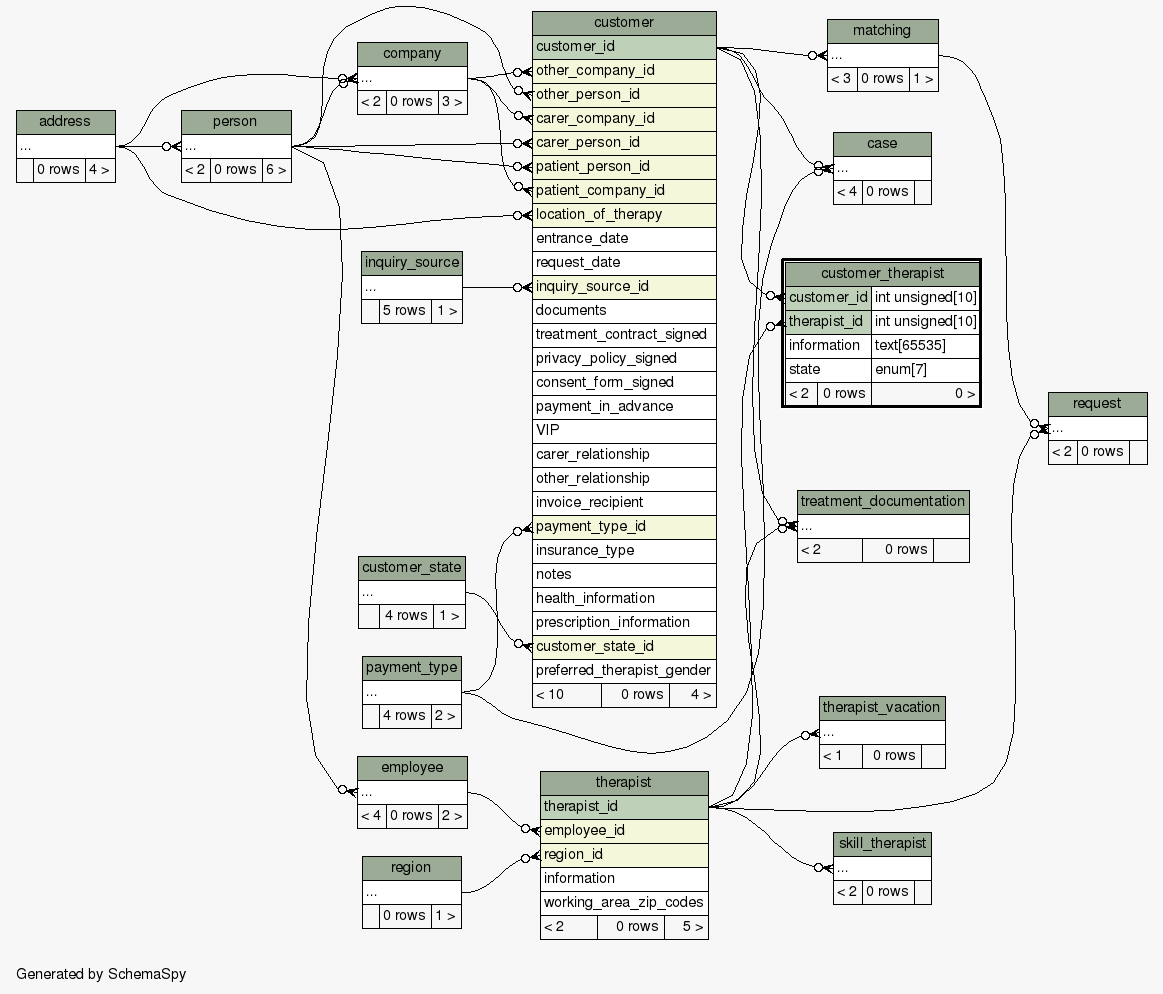 customer
customer_id
other_company_id
other_person_id
carer_company_id
carer_person_id
patient_person_id
patient_company_id
location_of_therapy
entrance_date
request_date
inquiry_source_id
documents
treatment_contract_signed
privacy_policy_signed
consent_form_signed
payment_in_advance
VIP
carer_relationship
other_relationship
invoice_recipient
payment_type_id
insurance_type
notes
health_information
prescription_information
customer_state_id
preferred_therapist_gender
< 10 0 rows 4 >
company
...
< 2 0 rows 3 >
address
...
0 rows 4 >
person
...
< 2 0 rows 6 >
inquiry_source
...
5 rows 1 >
customer_state
...
4 rows 1 >
payment_type
...
4 rows 2 >
employee
...
< 4 0 rows 2 >
region
...
0 rows 1 >
therapist
therapist_id
employee_id
region_id
information
working_area_zip_codes
< 2 0 rows 5 >
matching
...
< 3 0 rows 1 >
case
...
< 4 0 rows
customer_therapist
customer_id int unsigned[10]
therapist_id int unsigned[10]
information text[65535]
state enum[7]
< 2 0 rows 0 >
request
...
< 2 0 rows
treatment_documentation
...
< 2 0 rows
therapist_vacation
...
< 1 0 rows
skill_therapist
...
< 2 0 rows
Generated by SchemaSpy